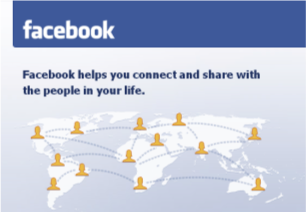 facebook
Facebook helps you connect and share with
the people in your life.